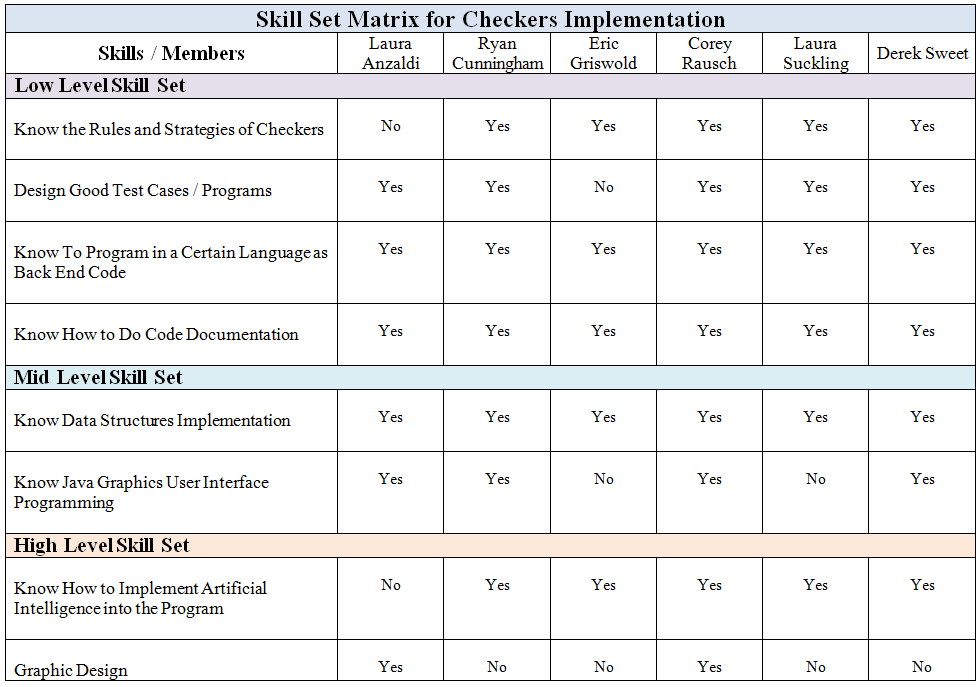 Skill Set Matrix for Checkers Implementation
Skills / Members Laura Anzaldi Ryan Cunningham Eric Griswold Corey Rausch Laura Suckling Derek Sweet
Low Level Skill Set
Know the Rules and Strategies of Checkers No Yes Yes Yes Yes Yes
Design Good Test Cases / Programs Yes Yes No Yes Yes Yes
Know To Program in a Certain Language as Yes Yes Yes Yes Yes Yes
Back End Code
Know How to Do Code Documentation Yes Yes Yes Yes Yes Yes
Mid Level Skill Set
Know Data Structures Implementation Yes Yes Yes Yes Yes Yes
Know Java Graphics User Interface Yes Yes No Yes No Yes
Programming
High Level Skill Set
Know How to Implement Artificial No Yes Yes Yes Yes Yes
Intelligence into the Program
Graphic Design Yes No No Yes No No